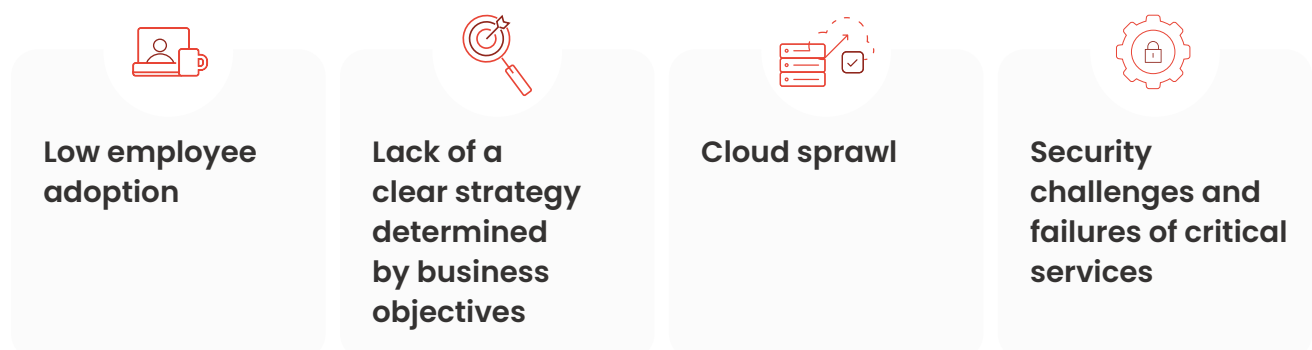 Low employee
adoption
Lack of a
clear strategy
determined
by business
objectives
Cloud sprawl
Security
challenges and
failures of critical
services